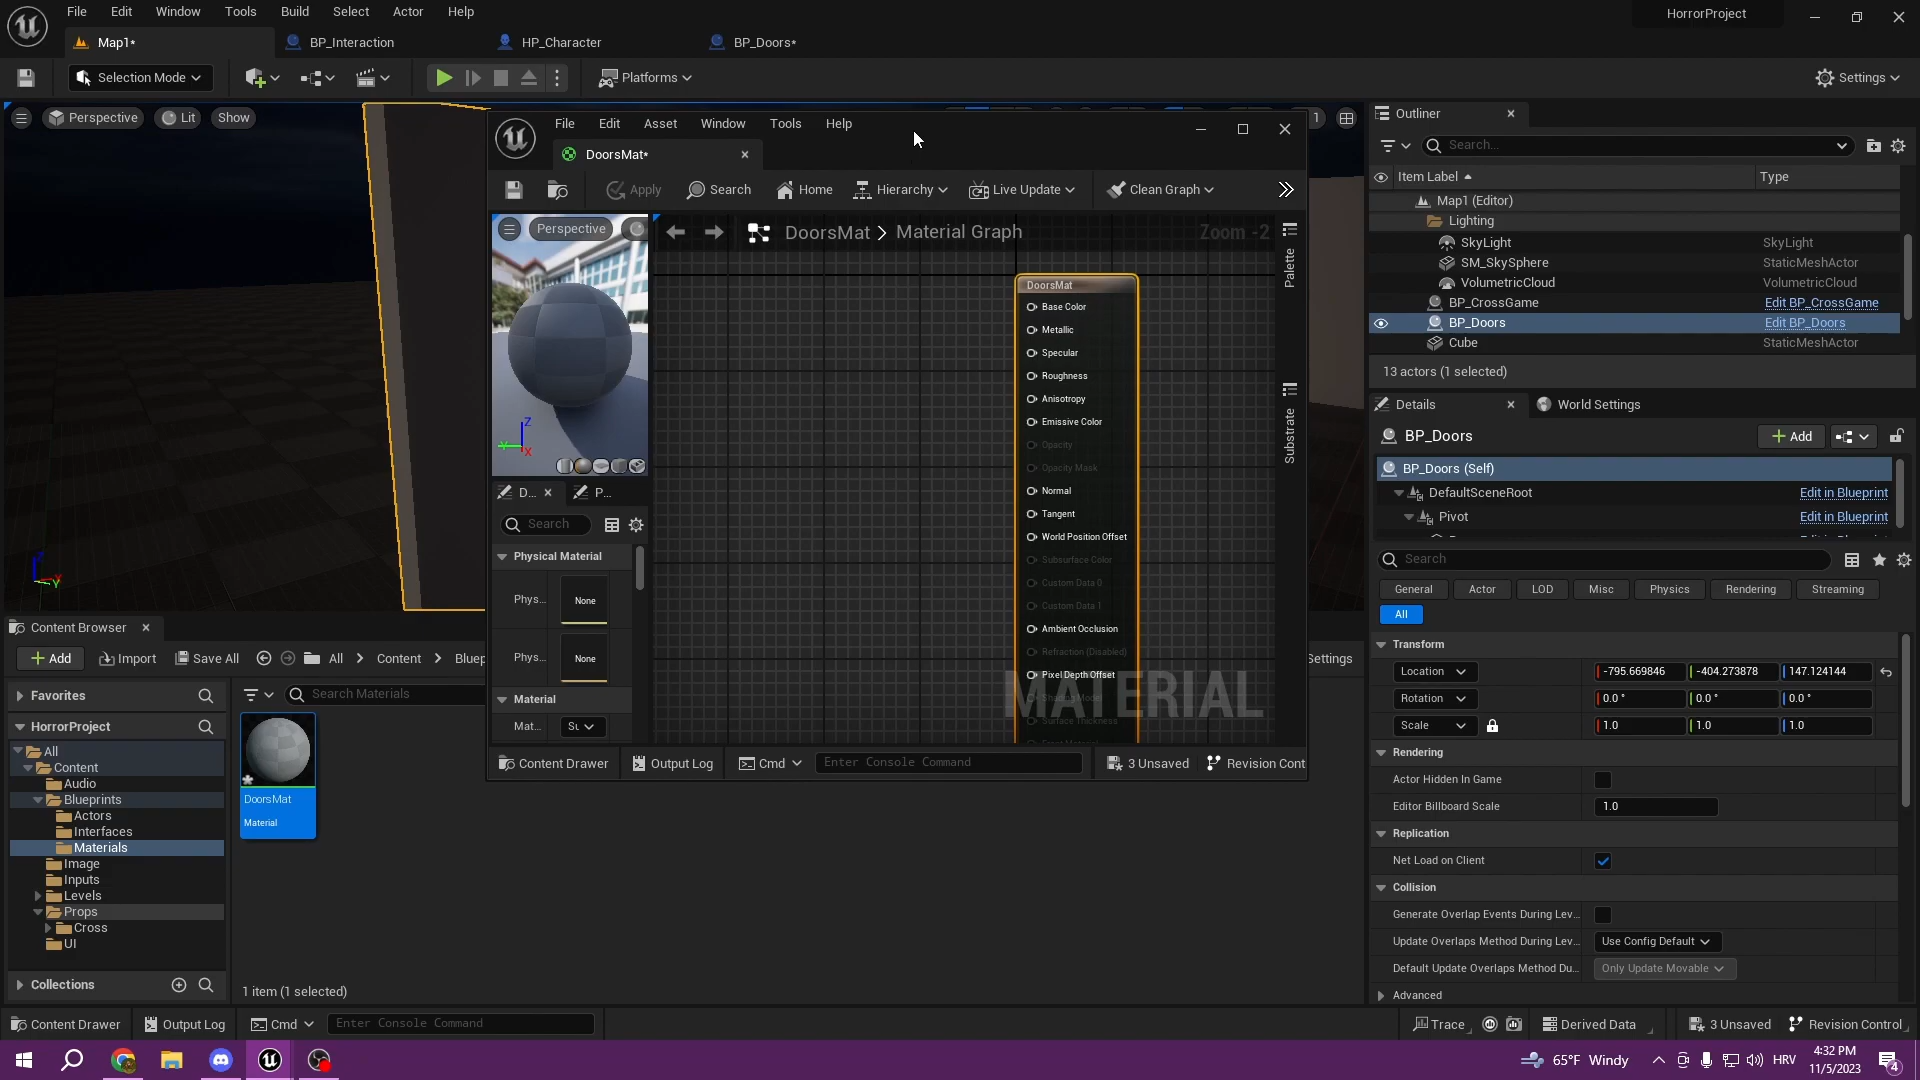 File Edit Window Tools Build Select Actor Help
HorrorProject
Map1*
BP_Interaction
HP_Character
BP_Doors*
Selection Mode
Platforms
Settings
Perspective
Lit
Show
1
File Edit Asset Window Tools Help
DoorsMat*
Apply
Search
Home
Hierarchy
Live Update
Clean Graph
Perspective
DoorsMat > Material Graph
Zoom -2
Palette
Substrate
DoorsMat
Base Color
Metallic
Specular
Roughness
Anisotropy
Emissive Color
Opacity
Opacity Mask
Normal
Tangent
World Position Offset
Subsurface Color
Custom Data 0
Custom Data 1
Ambient Occlusion
Refraction (Disabled)
Pixel Depth Offset
Shading Model
Surface Thickness
Front Material
MATERIAL
Z
X
D...
P...
Search
Physical Material
Phys...
None
Phys...
None
Material
Mat...
Content Drawer
Output Log
Cmd
Enter Console Command
3 Unsaved
Revision Cont
Outliner
Search...
Item Label
Type
Map1 (Editor)
Lighting
SkyLight
SkyLight
SM_SkySphere
StaticMeshActor
VolumetricCloud
VolumetricCloud
BP_CrossGame
Edit BP_CrossGame
BP_Doors
Edit BP_Doors
Cube
StaticMeshActor
13 actors (1 selected)
Details
World Settings
BP_Doors
Add
BP_Doors (Self)
DefaultSceneRoot
Edit in Blueprint
Pivot
Edit in Blueprint
Search
General
Actor
LOD
Misc
Physics
Rendering
Streaming
All
Transform
Location
-795.669846
-404.273878
147.124144
Rotation
0.0 °
0.0 °
0.0 °
Scale
1.0
1.0
1.0
Rendering
Actor Hidden In Game
Editor Billboard Scale
1.0
Replication
Net Load on Client
Collision
Generate Overlap Events During Lev...
Update Overlaps Method During Lev...
Use Config Default
Default Update Overlaps Method Du...
Only Update Movable
Advanced
Content Browser
Add
Import
Save All
All > Content > Bluep
Settings
Favorites
Search Materials
HorrorProject
All
Content
Audio
Blueprints
Actors
Interfaces
Materials
Image
Inputs
Levels
Props
Cross
UI
Collections
DoorsMat
Material
1 item (1 selected)
Content Drawer
Output Log
Cmd
Enter Console Command
Trace
Derived Data
3 Unsaved
Revision Control
65°F Windy
HRV
4:32 PM
11/5/2023
4